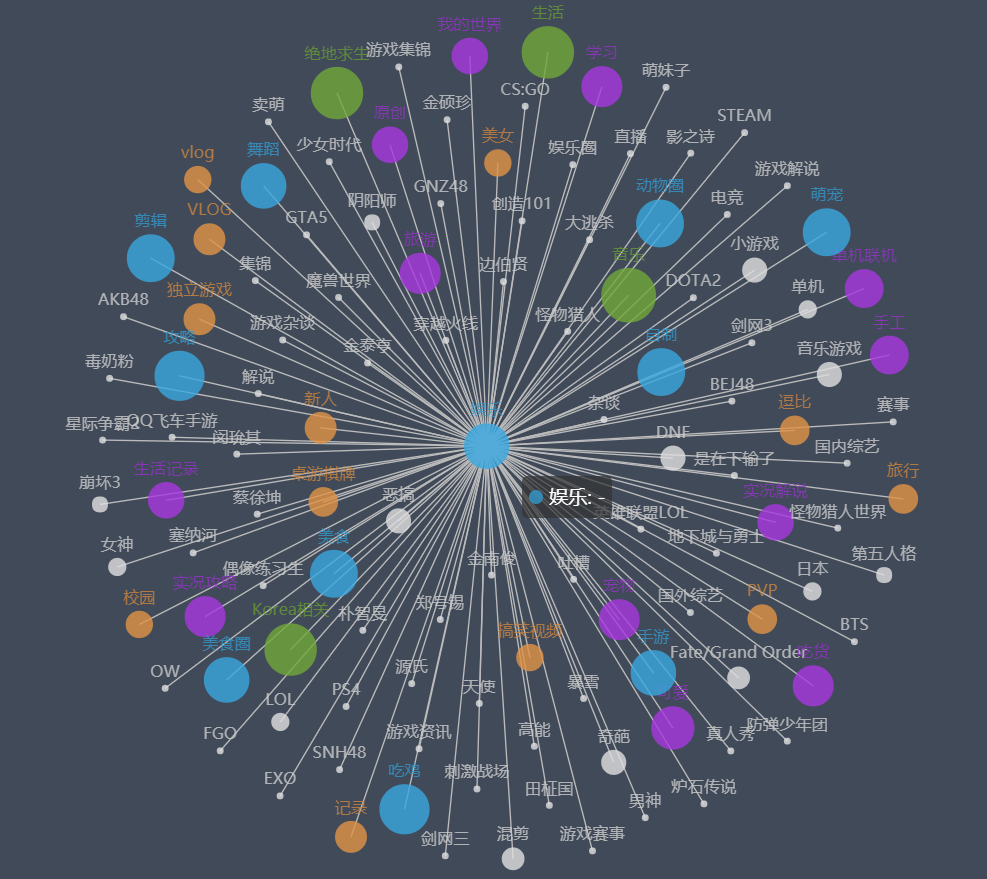 生活
我的世界
绝地求生
游戏集锦
学习
萌妹子
CS:GO
卖萌
原创
金硕珍
STEAM
美女
直播
影之诗
少女时代
娱乐圈
vlog
舞蹈
游戏解说
GNZ48
动物圈
萌宠
阴阳师
创造101
电竞
VLOG
剪辑
GTA5
大逃杀
旅游
小游戏
音乐
单机联机
集锦
边伯贤
魔兽世界
DOTA2
独立游戏
单机
AKB48
游戏杂谈
穿越火线
怪物猎人
剑网3
手工
攻略
金泰亨
自制
音乐游戏
毒奶粉
解说
BEJ48
新人
杂谈
逗比
赛事
星际争霸2
QQ飞车手游
闵玧其
DNF
国内综艺
是在下输了
生活记录
桌游棋牌
旅行
崩坏3
蔡徐坤
恶搞
娱乐: -
实况解说
英雄联盟LOL
怪物猎人世界
女神
塞纳河
美食
地下城与勇士
第五人格
偶像练习生
金南俊
吐槽
日本
实况攻略
宠物
国外综艺
PVP
校园
Korea相关
朴智旻
郑号锡
BTS
美食圈
搞笑视频
手游
Fate/Grand Order
吃货
OW
源氏
LOL
PS4
天使
暴雪
FGO
游戏资讯
高能
奇葩
真人秀
防弹少年团
SNH48
EXO
吃鸡
刺激战场
田柾国
男神
炉石传说
记录
剑网三
混剪
游戏赛事